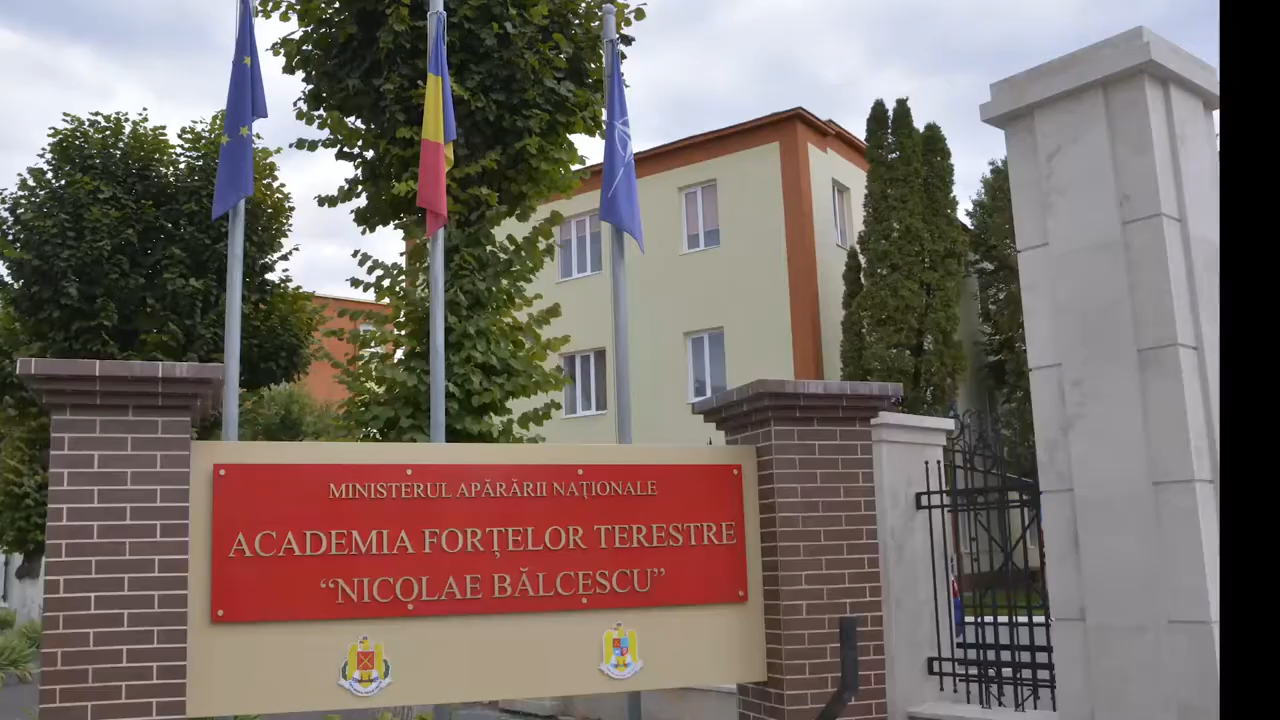 MINISTERUL APĂRĂRII NAȚIONALE
ACADEMIA FORȚELOR TERESTRE
“NICOLAE BĂLCESCU”